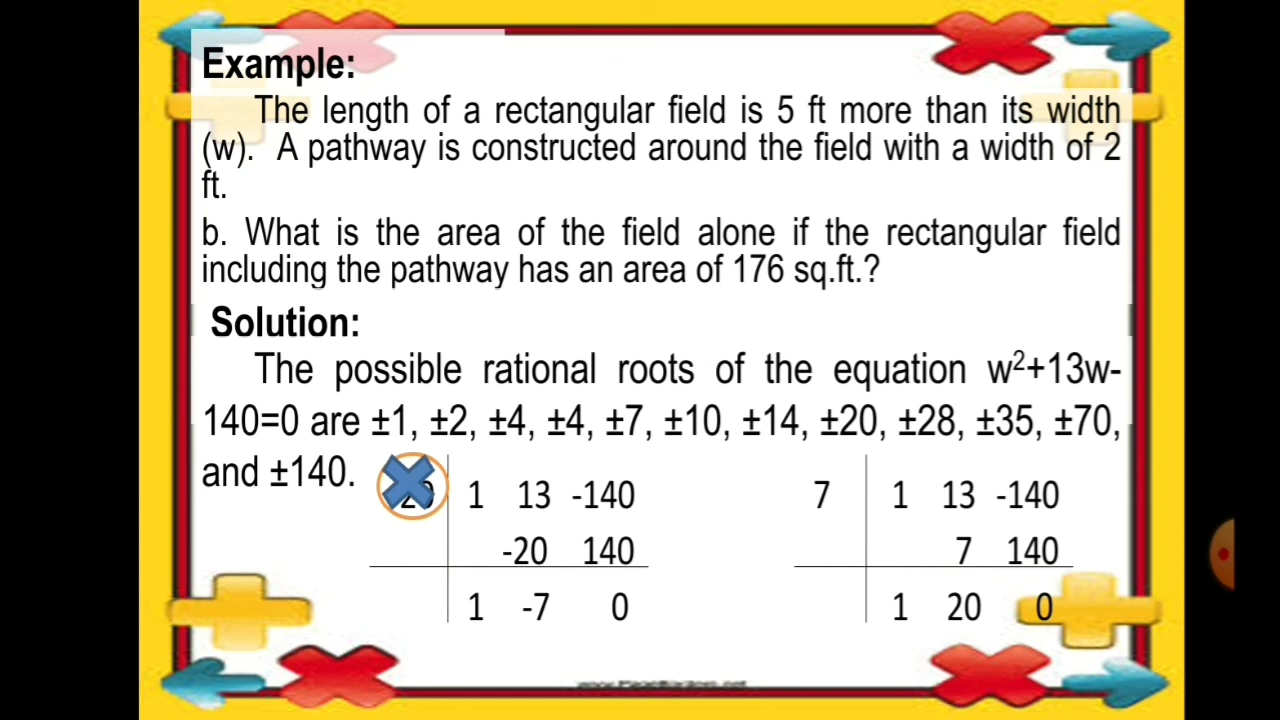 Example:
The length of a rectangular field is 5 ft more than its width
(w). A pathway is constructed around the field with a width of 2
ft.
b. What is the area of the field alone if the rectangular field
including the pathway has an area of 176 sq.ft.?
Solution:
The possible rational roots of the equation w²+13w-
140=0 are ±1, ±2, ±4, ±4, ±7, ±10, ±14, ±20, ±28, ±35, ±70,
and ±140.
1 13 -140 7 1 13 -140
-20 140 7 140
1 -7 0 1 20 0